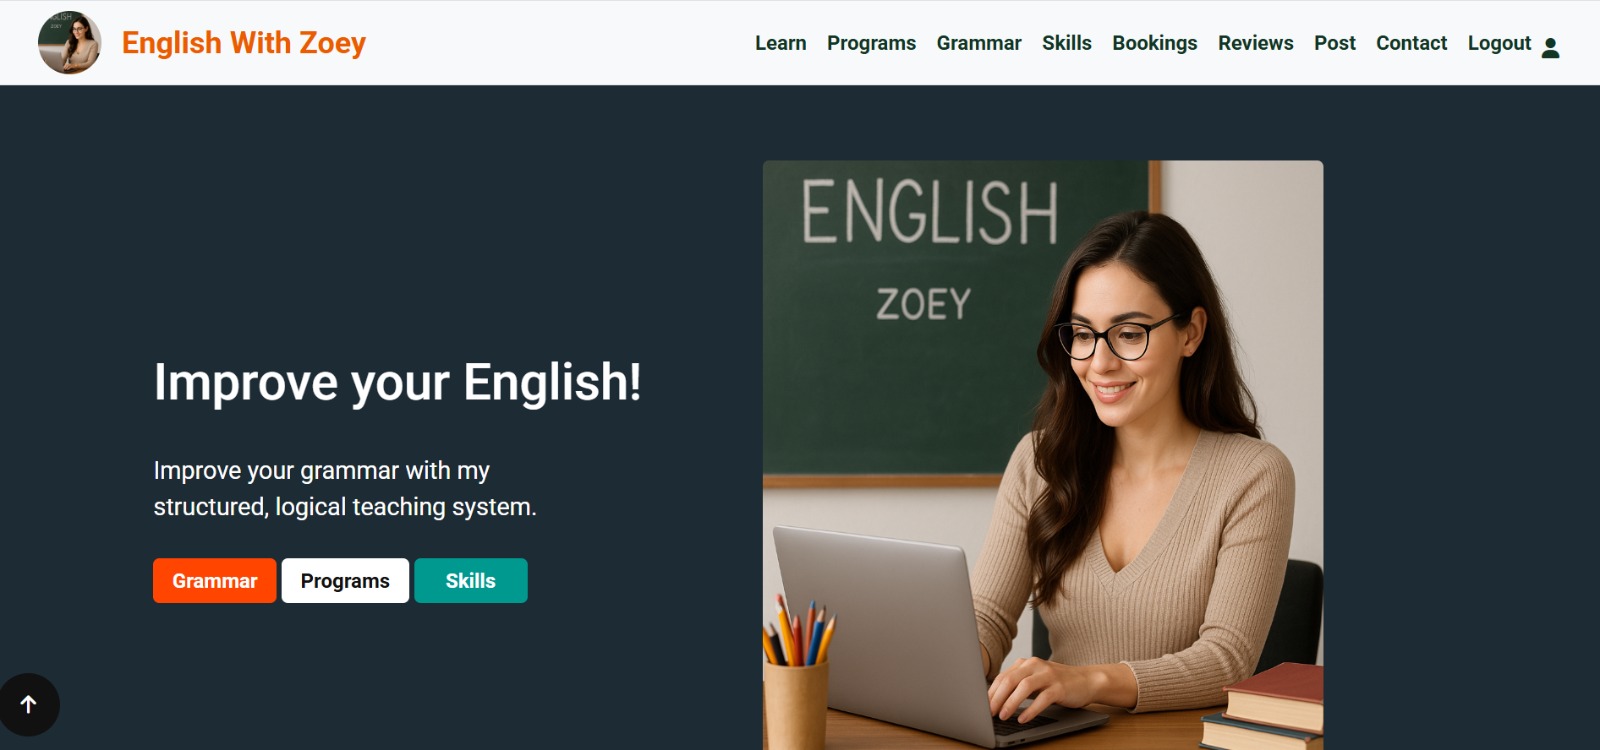 English With Zoey
Learn Programs Grammar Skills Bookings Reviews Post Contact Logout
ENGLISH
ZOEY
Improve your English!
Improve your grammar with my
structured, logical teaching system.
Grammar Programs Skills